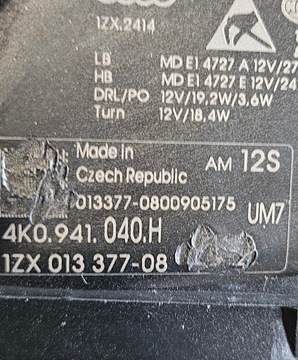 1ZX.2414
LB MD E1 4727 A 12V/27
HB MD E1 4727 E 12V/24
DRL/PO 12V/19,2W/3,6W
Turn 12V/18,4W
Made in
Czech Republic
AM 12S
013377-0800905175
UM7
4K0.941.040.H
1ZX 013 377-08